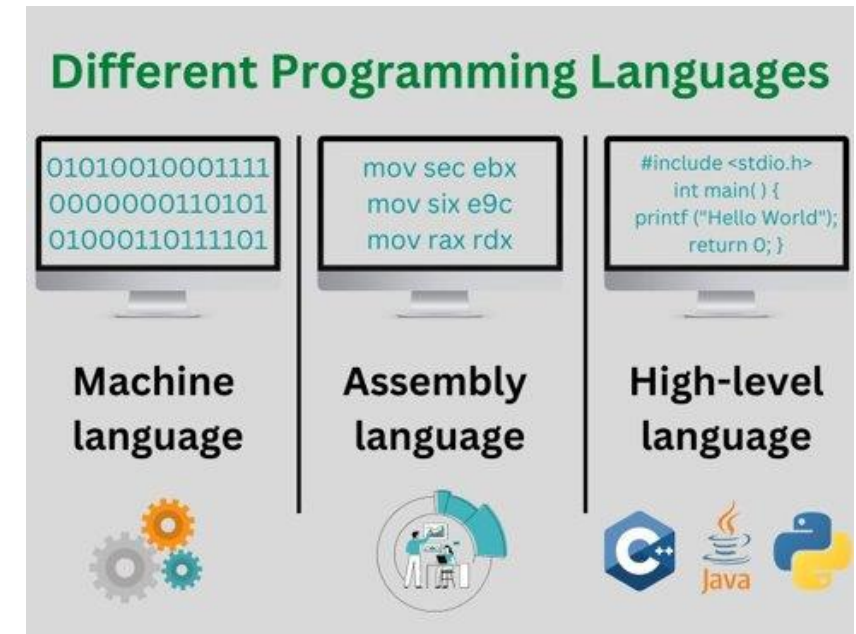 Different Programming Languages
01010010001111
0000000110101
01000110111101
mov sec ebx
mov six e9c
mov rax rdx
#include <stdio.h>
int main( ) {
printf ("Hello World");
return 0; }
Machine
language
Assembly
language
High-level
language
C++
Java